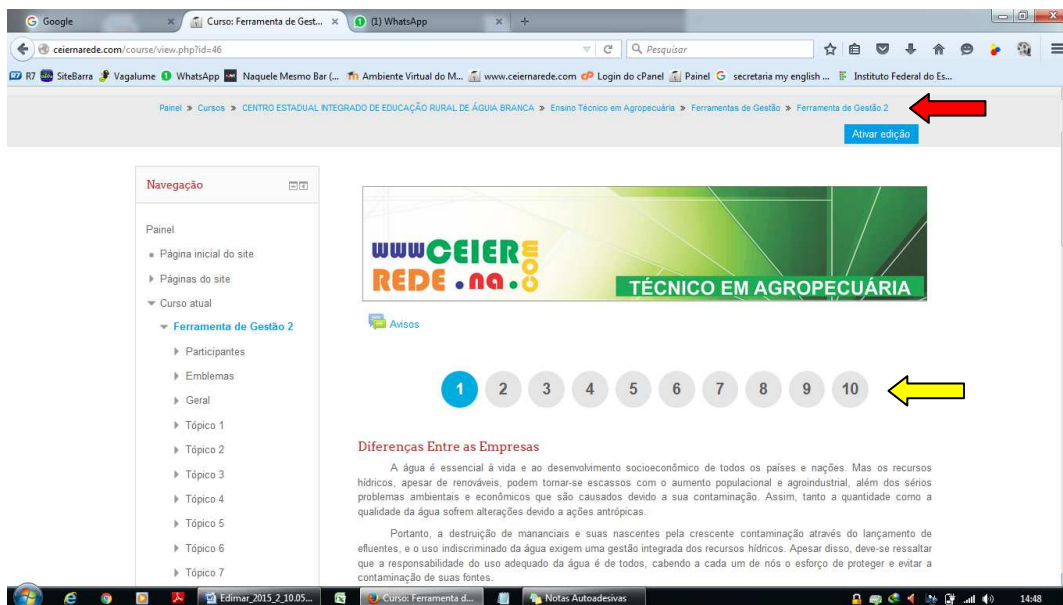 Google
Curso: Ferramenta de Gest...
(1) WhatsApp
ceiernarede.com/course/view.php?id=46
Pesquisar
R7 SiteBarra Vagalume WhatsApp Naquele Mesmo Bar (... Ambiente Virtual do M... www.ceiernarede.com Login do cPanel Painel secretaria my english ... Instituto Federal do Es...
Painel » Cursos » CENTRO ESTADUAL INTEGRADO DE EDUCAÇÃO RURAL DE ÁGUIA BRANCA » Ensino Técnico em Agropecuária » Ferramentas de Gestão » Ferramenta de Gestão 2
Ativar edição
Navegação
Painel
Página inicial do site
Páginas do site
Curso atual
Ferramenta de Gestão 2
Participantes
Emblemas
Geral
Tópico 1
Tópico 2
Tópico 3
Tópico 4
Tópico 5
Tópico 6
Tópico 7
wwwCEIER
REDE.na.com
TÉCNICO EM AGROPECUÁRIA
Avisos
1 2 3 4 5 6 7 8 9 10
Diferenças Entre as Empresas
A água é essencial à vida e ao desenvolvimento socioeconômico de todos os países e nações. Mas os recursos
hídricos, apesar de renováveis, podem tornar-se escassos com o aumento populacional e agroindustrial, além dos sérios
problemas ambientais e econômicos que são causados devido a sua contaminação. Assim, tanto a quantidade como a
qualidade da água sofrem alterações devido a ações antrópicas.
Portanto, a destruição de mananciais e suas nascentes pela crescente contaminação através do lançamento de
efluentes, e o uso indiscriminado da água exigem uma gestão integrada dos recursos hídricos. Apesar disso, deve-se ressaltar
que a responsabilidade do uso adequado da água é de todos, cabendo a cada um de nós o esforço de proteger e evitar a
contaminação de suas fontes.
Edimar_2015_2_10.05...
Curso: Ferramenta d...
Notas Autoadesivas
14:48